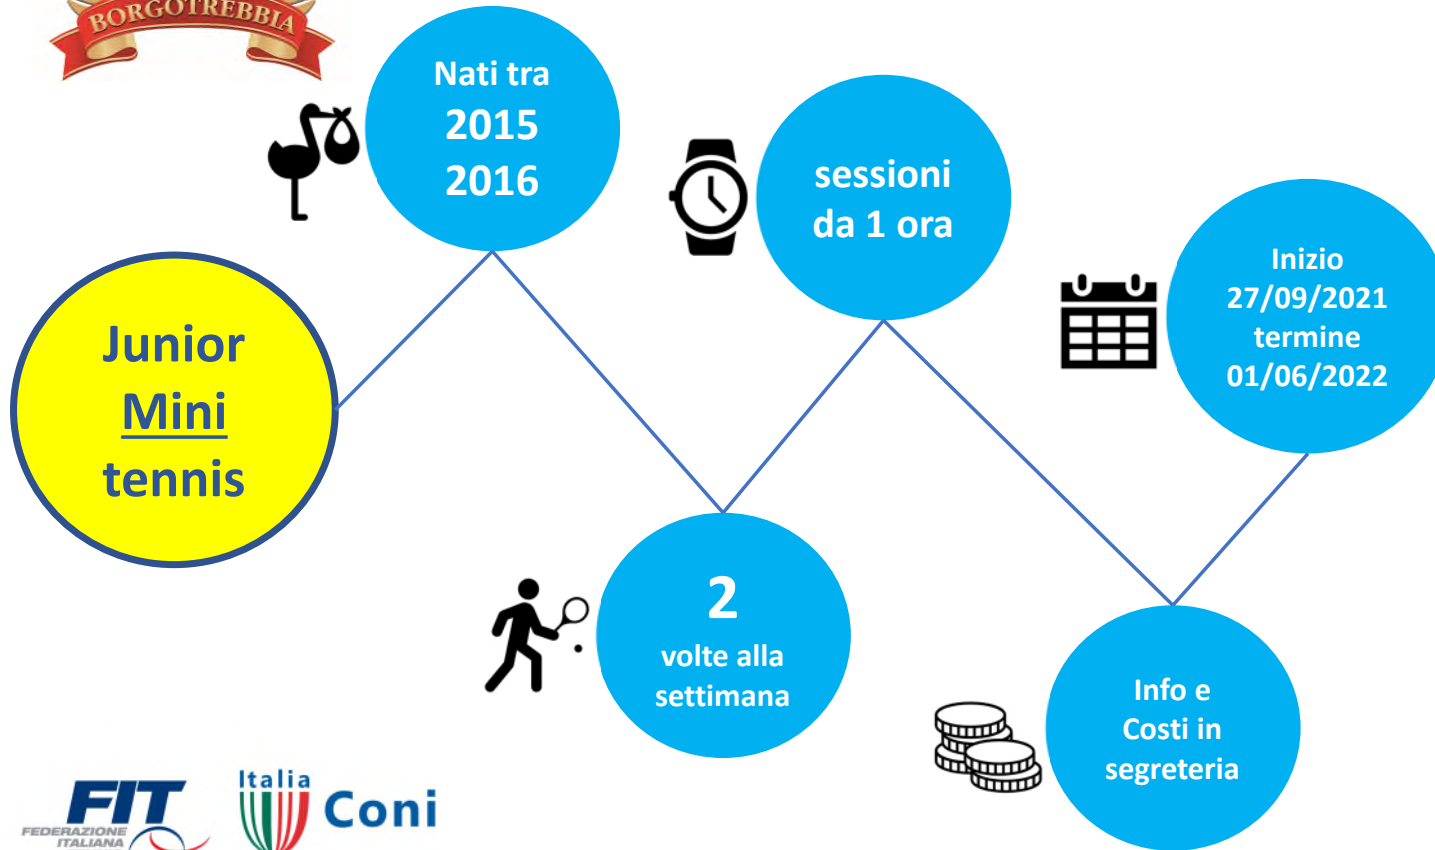 BORGOTREBBIA
Nati tra
2015
2016
sessioni
da 1 ora
Inizio
27/09/2021
termine
01/06/2022
Junior
Mini
tennis
2
volte alla
settimana
Info e
Costi in
segreteria
FIT
FEDERAZIONE
ITALIANA
Italia
Coni